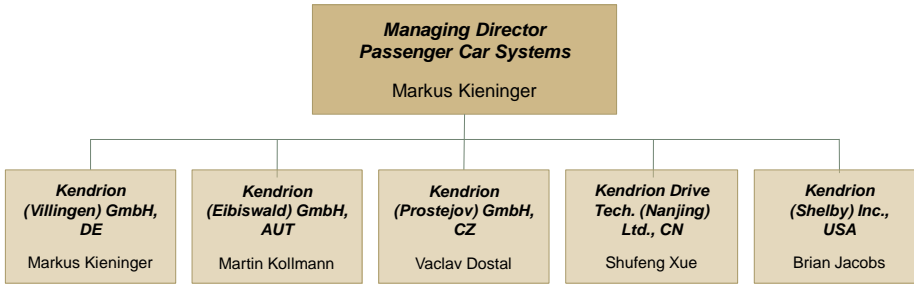 Managing Director
Passenger Car Systems
Markus Kieninger
Kendrion
(Villingen) GmbH,
DE
Markus Kieninger
Kendrion
(Eibiswald) GmbH,
AUT
Martin Kollmann
Kendrion
(Prostejov) GmbH,
CZ
Vaclav Dostal
Kendrion Drive
Tech. (Nanjing)
Ltd., CN
Shufeng Xue
Kendrion
(Shelby) Inc.,
USA
Brian Jacobs